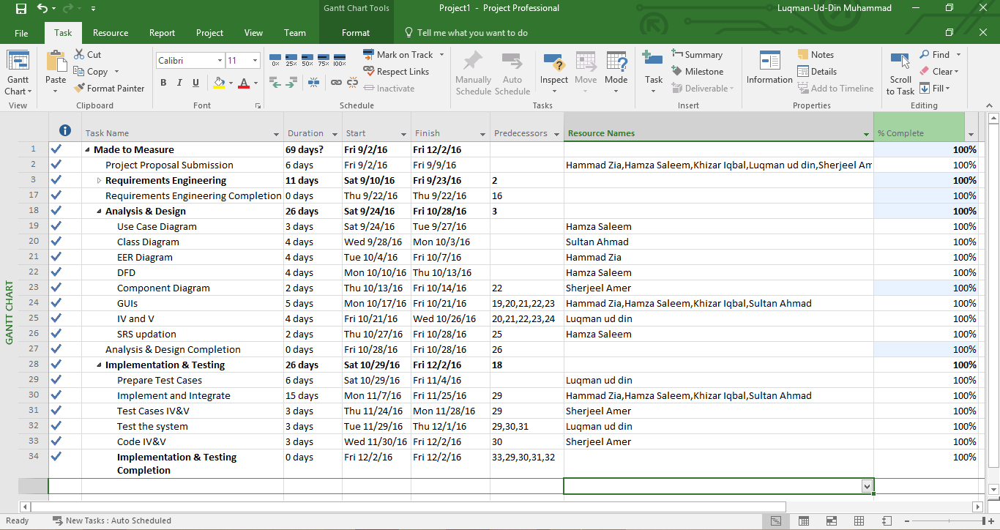 Gantt Chart Tools Project1 - Project Professional Luqman-Ud-Din Muhammad
File Task Resource Report Project View Team Format Tell me what you want to do
Gantt Chart
View
Paste
Cut
Copy
Format Painter
Clipboard
Calibri 11
B I U A
Font
0% 25% 50% 75% 100%
Mark on Track
Respect Links
Inactivate
Schedule
Manually Schedule
Auto Schedule
Inspect
Move
Mode
Tasks
Task
Summary
Milestone
Deliverable
Insert
Information
Notes
Details
Add to Timeline
Properties
Scroll to Task
Find
Clear
Fill
Editing
GANTT CHART
Task Name Duration Start Finish Predecessors Resource Names % Complete
1 Made to Measure 69 days? Fri 9/2/16 Fri 12/2/16 100%
2 Project Proposal Submission 6 days Fri 9/2/16 Fri 9/9/16 Hammad Zia,Hamza Saleem,Khizar Iqbal,Luqman ud din,Sherjeel Am 100%
3 Requirements Engineering 11 days Sat 9/10/16 Fri 9/23/16 2 100%
17 Requirements Engineering Completion 0 days Thu 9/22/16 Thu 9/22/16 16 100%
18 Analysis & Design 26 days Sat 9/24/16 Fri 10/28/16 3 100%
19 Use Case Diagram 3 days Sat 9/24/16 Tue 9/27/16 Hamza Saleem 100%
20 Class Diagram 4 days Wed 9/28/16 Mon 10/3/16 Sultan Ahmad 100%
21 EER Diagram 4 days Tue 10/4/16 Fri 10/7/16 Hammad Zia 100%
22 DFD 4 days Mon 10/10/16 Thu 10/13/16 Hamza Saleem 100%
23 Component Diagram 2 days Thu 10/13/16 Fri 10/14/16 22 Sherjeel Amer 100%
24 GUIs 5 days Mon 10/17/16 Fri 10/21/16 19,20,21,22,23 Hammad Zia,Hamza Saleem,Khizar Iqbal,Sultan Ahmad 100%
25 IV and V 4 days Fri 10/21/16 Wed 10/26/16 20,21,22,23,24 Luqman ud din 100%
26 SRS updation 2 days Thu 10/27/16 Fri 10/28/16 25 Hamza Saleem 100%
27 Analysis & Design Completion 0 days Fri 10/28/16 Fri 10/28/16 26 100%
28 Implementation & Testing 26 days Sat 10/29/16 Fri 12/2/16 18 100%
29 Prepare Test Cases 6 days Sat 10/29/16 Fri 11/4/16 Luqman ud din 100%
30 Implement and Integrate 15 days Mon 11/7/16 Fri 11/25/16 29 Hammad Zia,Hamza Saleem,Khizar Iqbal,Sultan Ahmad 100%
31 Test Cases IV&V 3 days Thu 11/24/16 Mon 11/28/16 29 Sherjeel Amer 100%
32 Test the system 3 days Tue 11/29/16 Thu 12/1/16 29,30,31 Luqman ud din 100%
33 Code IV&V 3 days Wed 11/30/16 Fri 12/2/16 30 Sherjeel Amer 100%
34 Implementation & Testing 0 days Fri 12/2/16 Fri 12/2/16 33,29,30,31,32 100%
Completion
Ready New Tasks : Auto Scheduled